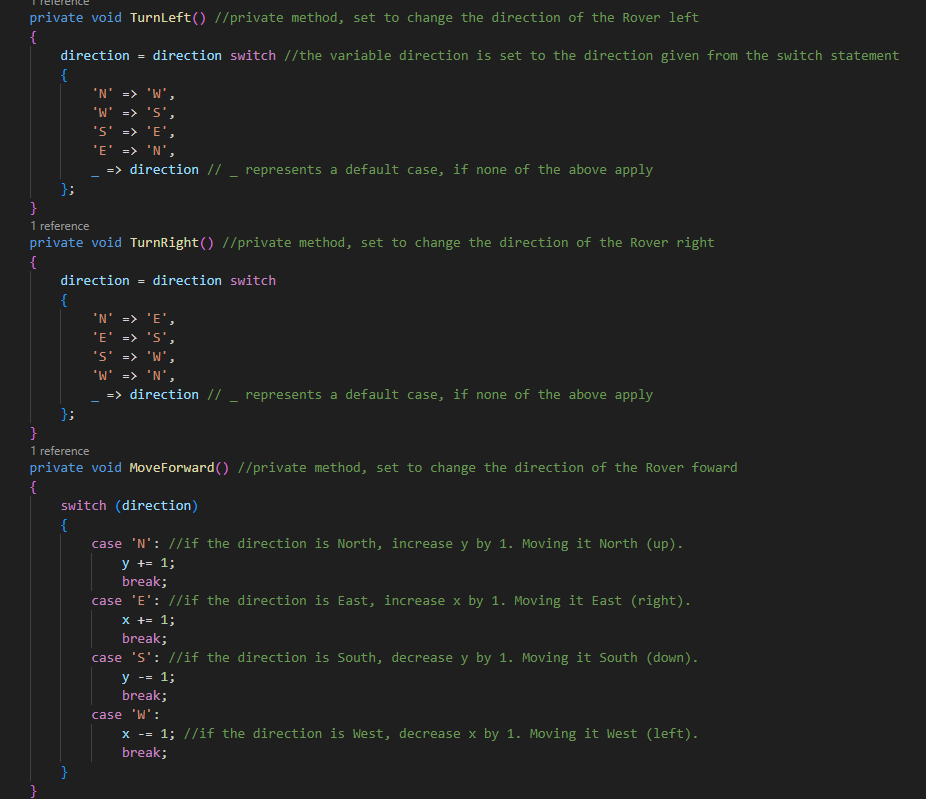 1 reference
private void TurnLeft() //private method, set to change the direction of the Rover left
{
direction = direction switch //the variable direction is set to the direction given from the switch statement
{
'N' => 'W',
'W' => 'S',
'S' => 'E',
'E' => 'N',
_ => direction // _ represents a default case, if none of the above apply
};
}
1 reference
private void TurnRight() //private method, set to change the direction of the Rover right
{
direction = direction switch
{
'N' => 'E',
'E' => 'S',
'S' => 'W',
'W' => 'N',
_ => direction // _ represents a default case, if none of the above apply
};
}
1 reference
private void MoveForward() //private method, set to change the direction of the Rover foward
{
switch (direction)
{
case 'N': //if the direction is North, increase y by 1. Moving it North (up).
y += 1;
break;
case 'E': //if the direction is East, increase x by 1. Moving it East (right).
x += 1;
break;
case 'S': //if the direction is South, decrease y by 1. Moving it South (down).
y -= 1;
break;
case 'W':
x -= 1; //if the direction is West, decrease x by 1. Moving it West (left).
break;
}
}